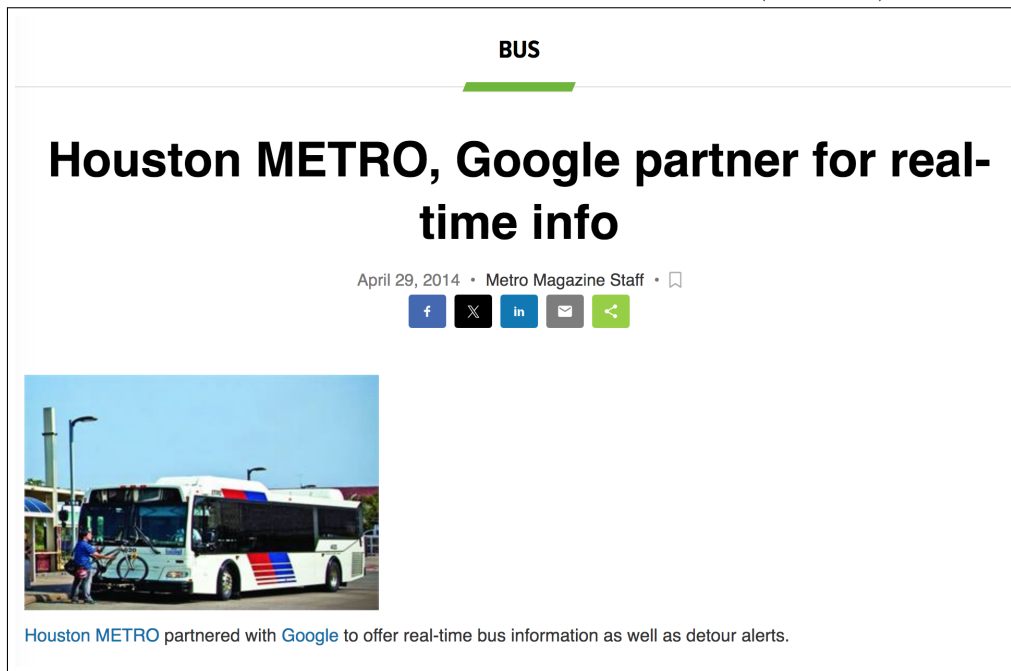 BUS
Houston METRO, Google partner for real-
time info
April 29, 2014 • Metro Magazine Staff •
Houston METRO partnered with Google to offer real-time bus information as well as detour alerts.